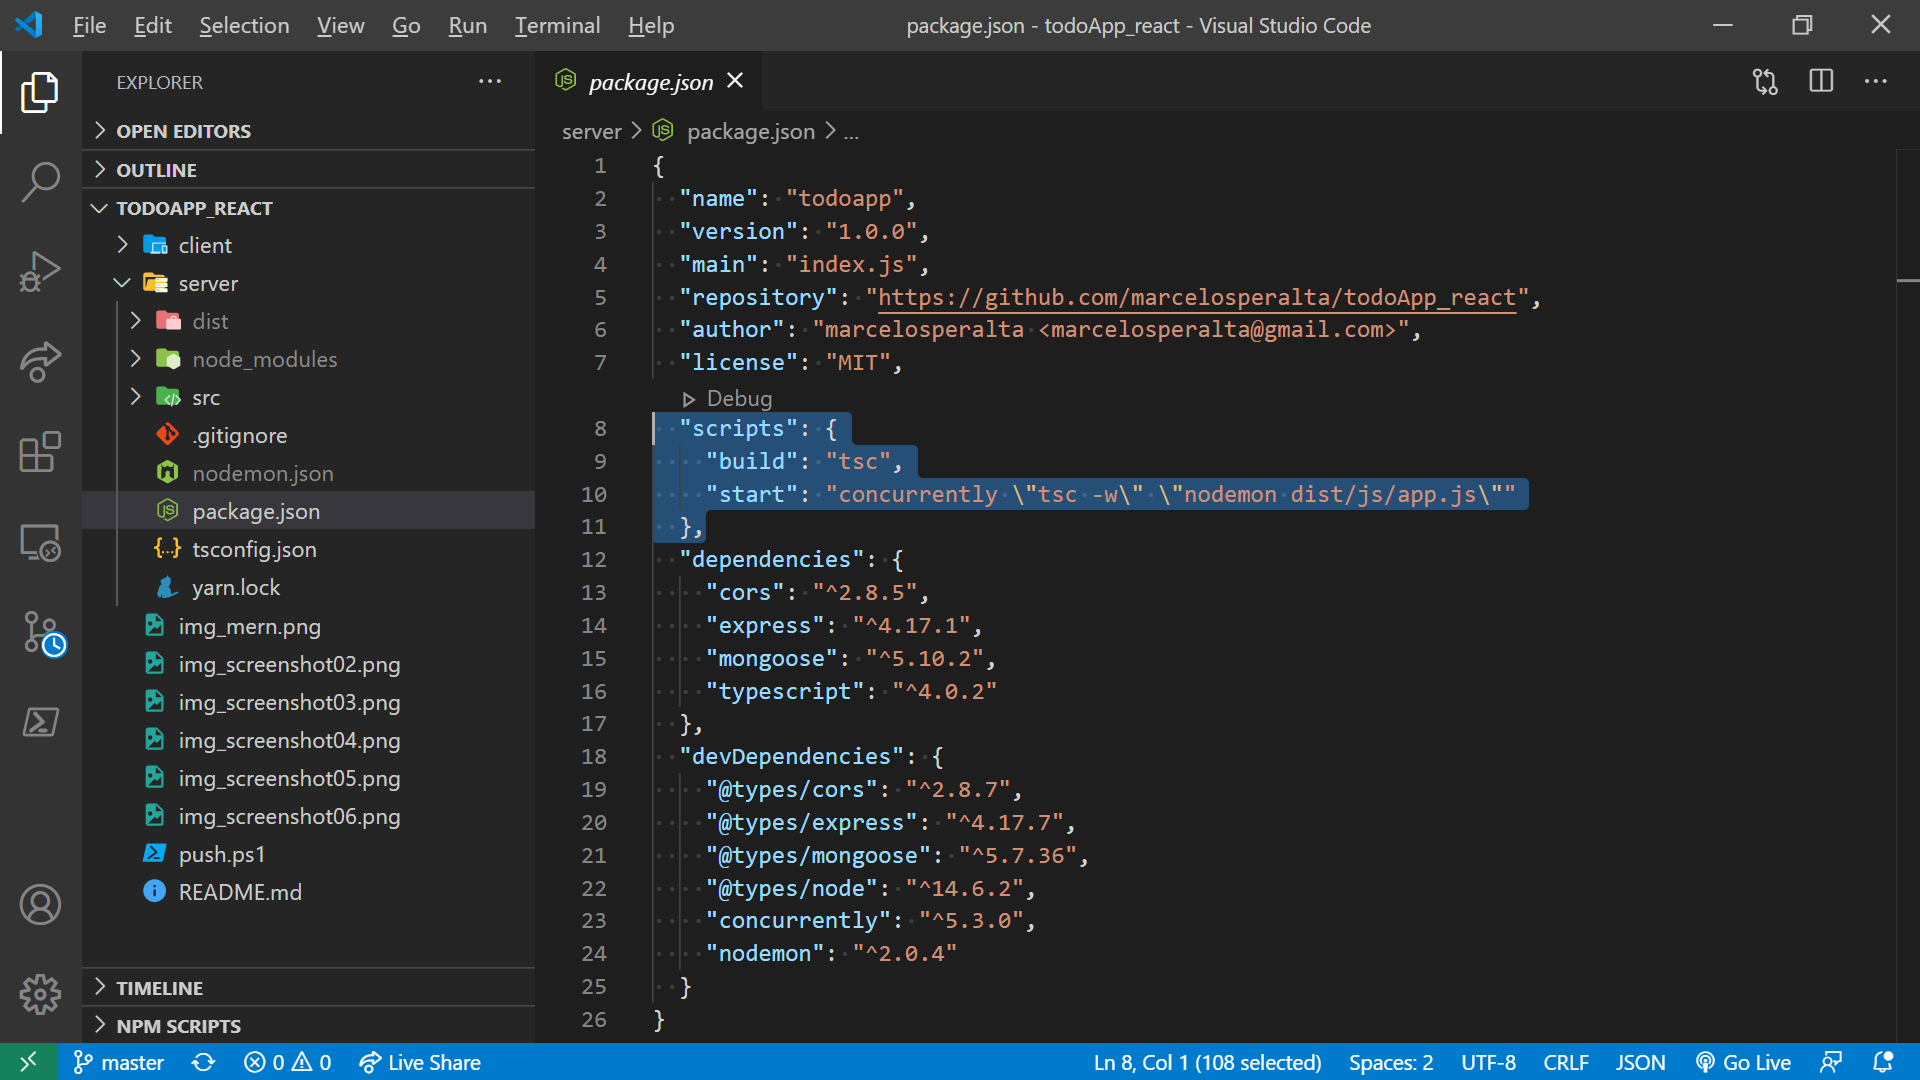 File Edit Selection View Go Run Terminal Help
package.json - todoApp_react - Visual Studio Code
EXPLORER
OPEN EDITORS
OUTLINE
TODOAPP_REACT
client
server
dist
node_modules
src
.gitignore
nodemon.json
package.json
tsconfig.json
yarn.lock
img_mern.png
img_screenshot02.png
img_screenshot03.png
img_screenshot04.png
img_screenshot05.png
img_screenshot06.png
push.ps1
README.md
TIMELINE
NPM SCRIPTS
package.json
server > package.json > ...
1 {
2 "name": "todoapp",
3 "version": "1.0.0",
4 "main": "index.js",
5 "repository": "https://github.com/marcelosperalta/todoApp_react",
6 "author": "marcelosperalta <marcelosperalta@gmail.com>",
7 "license": "MIT",
Debug
8 "scripts": {
9 "build": "tsc",
10 "start": "concurrently \"tsc -w\" \"nodemon dist/js/app.js\""
11 },
12 "dependencies": {
13 "cors": "^2.8.5",
14 "express": "^4.17.1",
15 "mongoose": "^5.10.2",
16 "typescript": "^4.0.2"
17 },
18 "devDependencies": {
19 "@types/cors": "^2.8.7",
20 "@types/express": "^4.17.7",
21 "@types/mongoose": "^5.7.36",
22 "@types/node": "^14.6.2",
23 "concurrently": "^5.3.0",
24 "nodemon": "^2.0.4"
25 }
26 }
master 0 0 Live Share Ln 8, Col 1 (108 selected) Spaces: 2 UTF-8 CRLF JSON Go Live